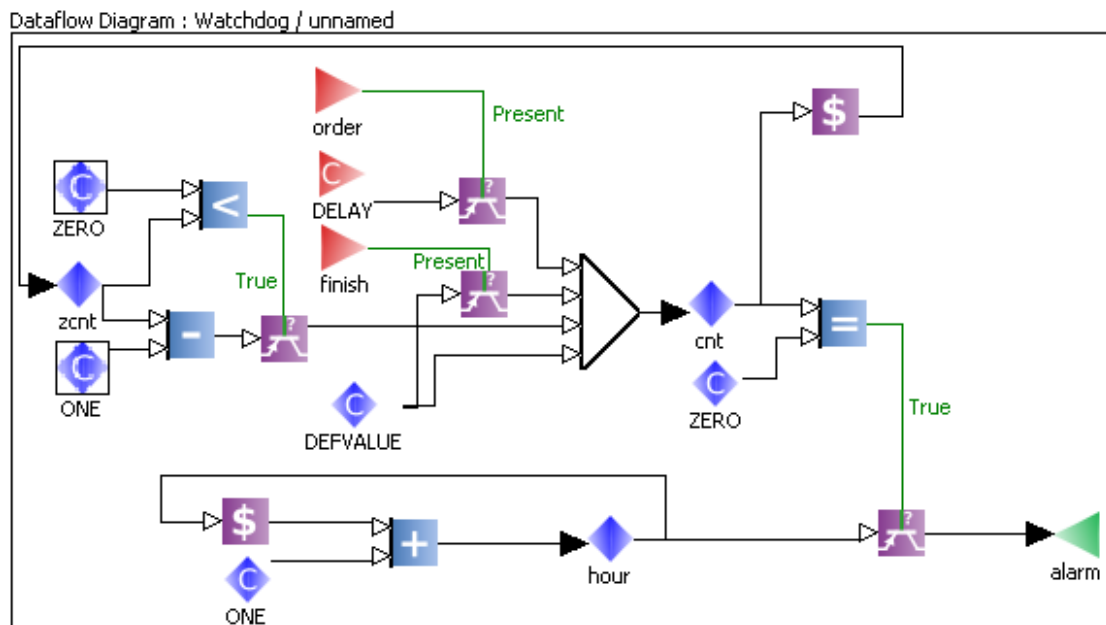 Dataflow Diagram : Watchdog / unnamed
$
order
Present
?
C
ZERO
<
C
DELAY
finish
Present
?
True
zcnt
-
?
C
ONE
cnt
=
C
ZERO
True
C
DEFVALUE
$
+
hour
?
alarm
C
ONE